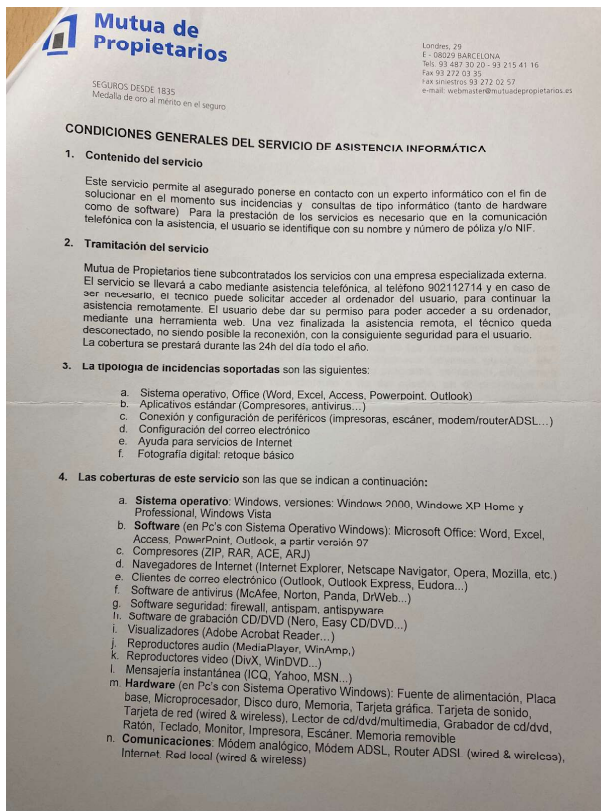 Mutua de
Propietarios
SEGUROS DESDE 1835
Medalla de oro al mérito en el seguro
Londres, 29
E - 08029 BARCELONA
Tels. 93 487 30 20 - 93 215 41 16
Fax 93 272 03 35
Fax siniestros 93 272 02 57
e-mail: webmaster@mutuadepropietarios.es
CONDICIONES GENERALES DEL SERVICIO DE ASISTENCIA INFORMÁTICA
1. Contenido del servicio
Este servicio permite al asegurado ponerse en contacto con un experto informático con el fin de
solucionar en el momento sus incidencias y consultas de tipo informático (tanto de hardware
como de software) Para la prestación de los servicios es necesario que en la comunicación
telefónica con la asistencia, el usuario se identifique con su nombre y número de póliza y/o NIF.
2. Tramitación del servicio
Mutua de Propietarios tiene subcontratados los servicios con una empresa especializada externa.
El servicio se llevará a cabo mediante asistencia telefónica, al teléfono 902112714 y en caso de
ser necesario, el técnico puede solicitar acceder al ordenador del usuario, para continuar la
asistencia remotamente. El usuario debe dar su permiso para poder acceder a su ordenador,
mediante una herramienta web. Una vez finalizada la asistencia remota, el técnico queda
desconectado, no siendo posible la reconexión, con la consiguiente seguridad para el usuario.
La cobertura se prestará durante las 24h del día todo el año.
3. La tipología de incidencias soportadas son las siguientes:
a. Sistema operativo, Office (Word, Excel, Access, Powerpoint, Outlook)
b. Aplicativos estándar (Compresores, antivirus...)
c. Conexión y configuración de periféricos (impresoras, escáner, modem/routerADSL...)
d. Configuración del correo electrónico
e. Ayuda para servicios de Internet
f. Fotografía digital: retoque básico
4. Las coberturas de este servicio son las que se indican a continuación:
a. Sistema operativo: Windows, versiones: Windows 2000, Windows XP Home y
Professional, Windows Vista
b. Software (en Pc's con Sistema Operativo Windows): Microsoft Office: Word, Excel,
Access, PowerPoint, Outlook, a partir versión 97
c. Compresores (ZIP, RAR, ACE, ARJ)
d. Navegadores de Internet (Internet Explorer, Netscape Navigator, Opera, Mozilla, etc.)
e. Clientes de correo electrónico (Outlook, Outlook Express, Eudora...)
f. Software de antivirus (McAfee, Norton, Panda, DrWeb...)
g. Software seguridad: firewall, antispam, antispyware
h. Software de grabación CD/DVD (Nero, Easy CD/DVD...)
i. Visualizadores (Adobe Acrobat Reader...)
j. Reproductores audio (MediaPlayer, WinAmp,)
k. Reproductores video (DivX, WinDVD...)
l. Mensajería instantánea (ICQ, Yahoo, MSN...)
m. Hardware (en Pc's con Sistema Operativo Windows): Fuente de alimentación, Placa
base, Microprocesador, Disco duro, Memoria, Tarjeta gráfica. Tarjeta de sonido,
Tarjeta de red (wired & wireless), Lector de cd/dvd/multimedia, Grabador de cd/dvd,
Ratón, Teclado, Monitor, Impresora, Escáner. Memoria removible
n. Comunicaciones: Módem analógico, Módem ADSL, Router ADSL (wired & wireless),
Internet. Red local (wired & wireless)